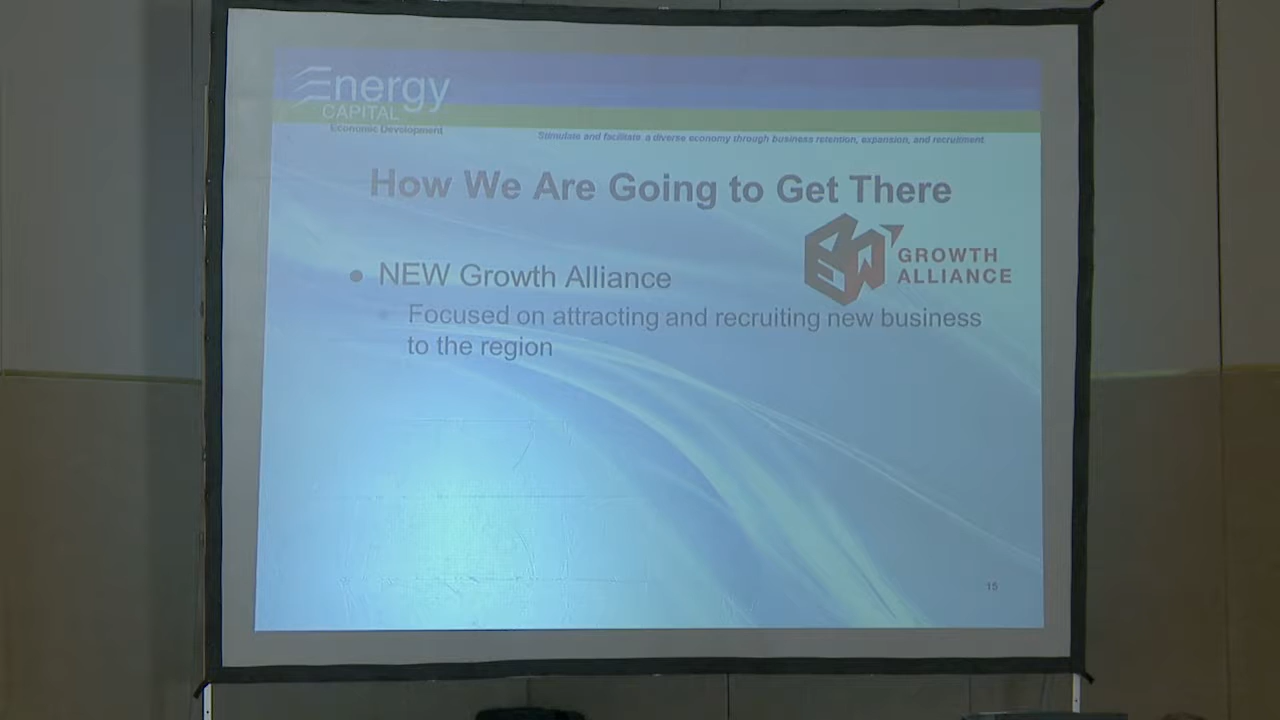 Energy
CAPITAL
Economic Development
Stimulate and facilitate a diverse economy through business retention, expansion, and recruitment.
How We Are Going to Get There
NEW
GROWTH
ALLIANCE
• NEW Growth Alliance
Focused on attracting and recruiting new business
to the region
15